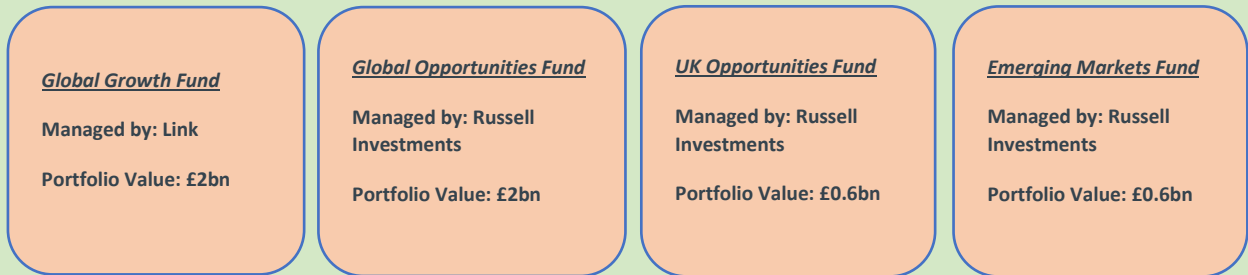 Global Growth Fund
Managed by: Link
Portfolio Value: £2bn
Global Opportunities Fund
Managed by: Russell
Investments
Portfolio Value: £2bn
UK Opportunities Fund
Managed by: Russell
Investments
Portfolio Value: £0.6bn
Emerging Markets Fund
Managed by: Russell
Investments
Portfolio Value: £0.6bn